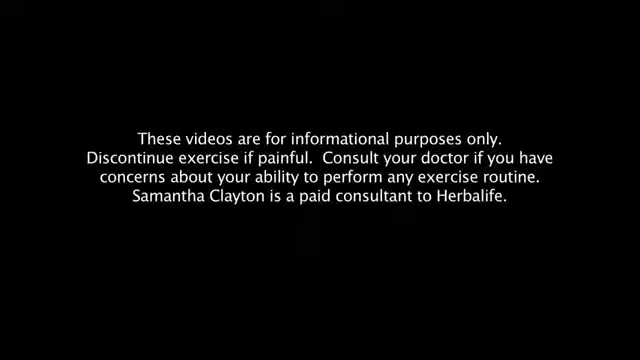 These videos are for informational purposes only.
Discontinue exercise if painful.  Consult your doctor if you have
concerns about your ability to perform any exercise routine.
Samantha Clayton is a paid consultant to Herbalife.